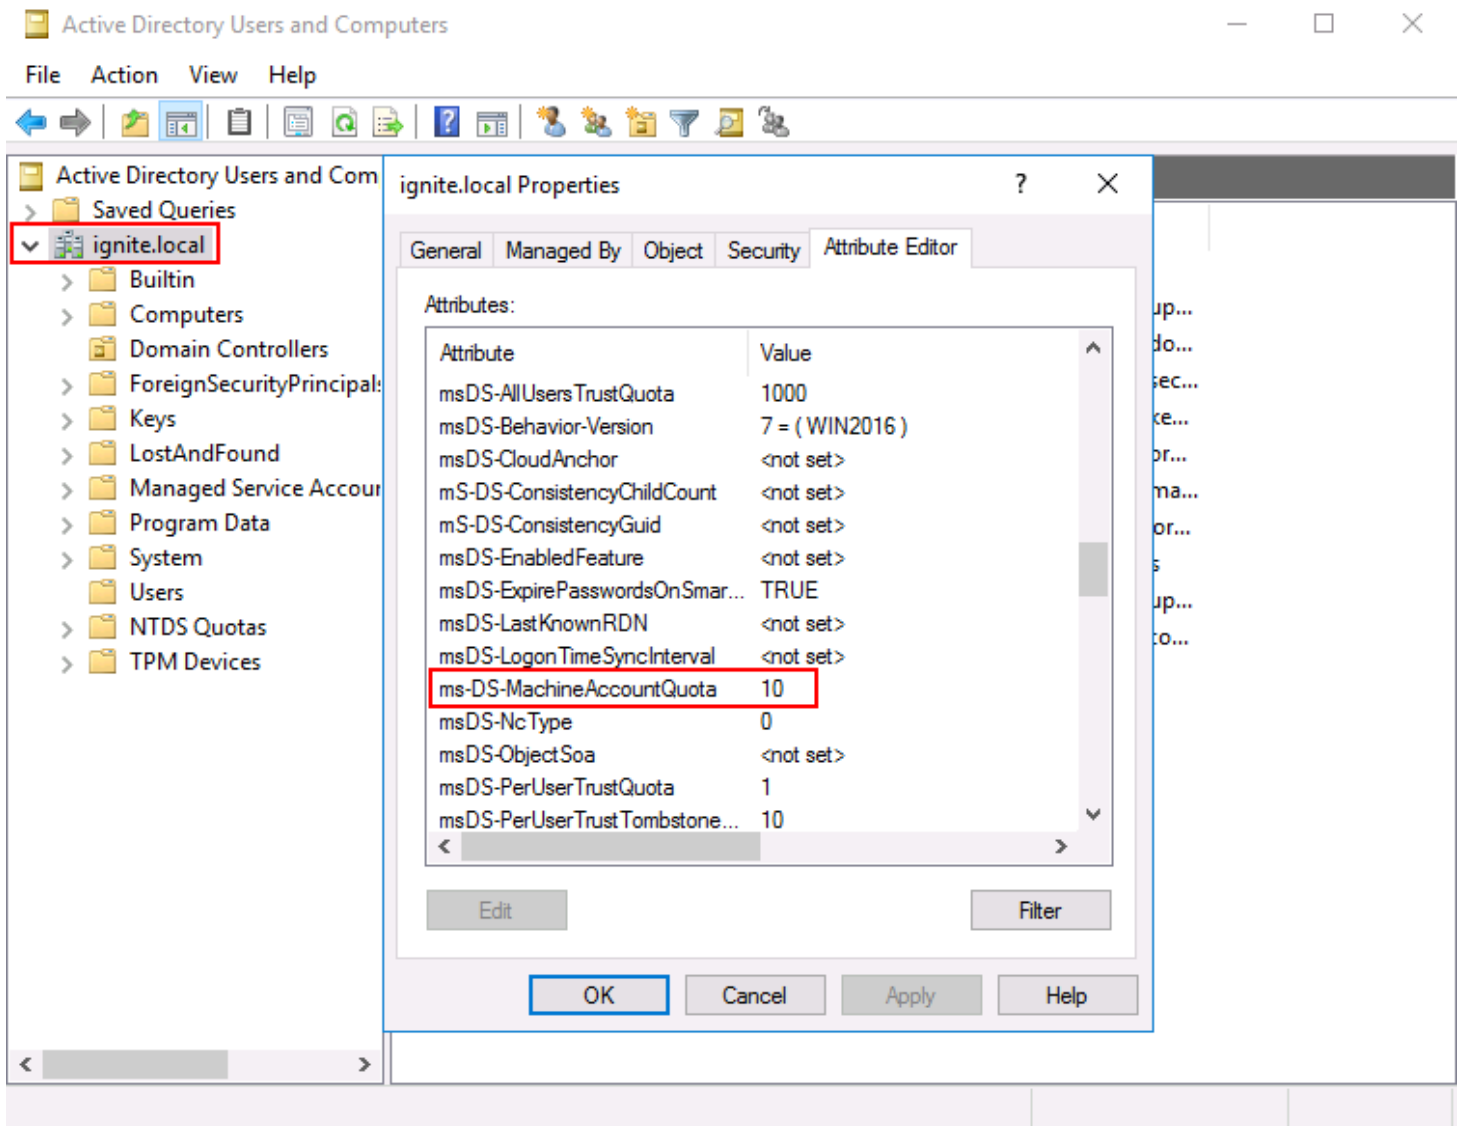 Active Directory Users and Computers
File Action View Help
Active Directory Users and Com
Saved Queries
ignite.local
Builtin
Computers
Domain Controllers
ForeignSecurityPrincipals
Keys
LostAndFound
Managed Service Accour
Program Data
System
Users
NTDS Quotas
TPM Devices
ignite.local Properties
?
General Managed By Object Security Attribute Editor
Attributes:
Attribute Value
msDS-AllUsersTrustQuota 1000
msDS-Behavior-Version 7 = ( WIN2016 )
msDS-CloudAnchor <not set>
mS-DS-ConsistencyChildCount <not set>
mS-DS-ConsistencyGuid <not set>
msDS-EnabledFeature <not set>
msDS-ExpirePasswordsOnSmar... TRUE
msDS-LastKnownRDN <not set>
msDS-LogonTimeSyncInterval <not set>
ms-DS-MachineAccountQuota 10
msDS-NcType 0
msDS-ObjectSoa <not set>
msDS-PerUserTrustQuota 1
msDS-PerUserTrustTombstone... 10
Edit Filter
OK Cancel Apply Help
up...
do...
sec...
ke...
or...
ma...
or...
s
up...
to...